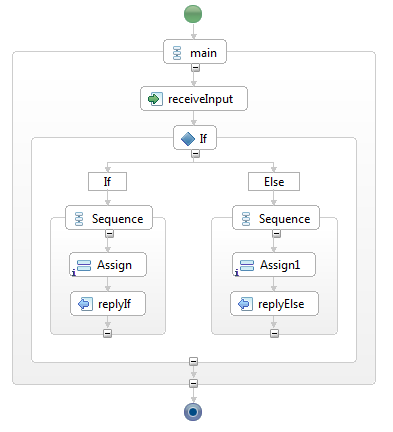 main
receiveInput
If
If
Else
Sequence
Sequence
Assign
Assign1
replyIf
replyElse